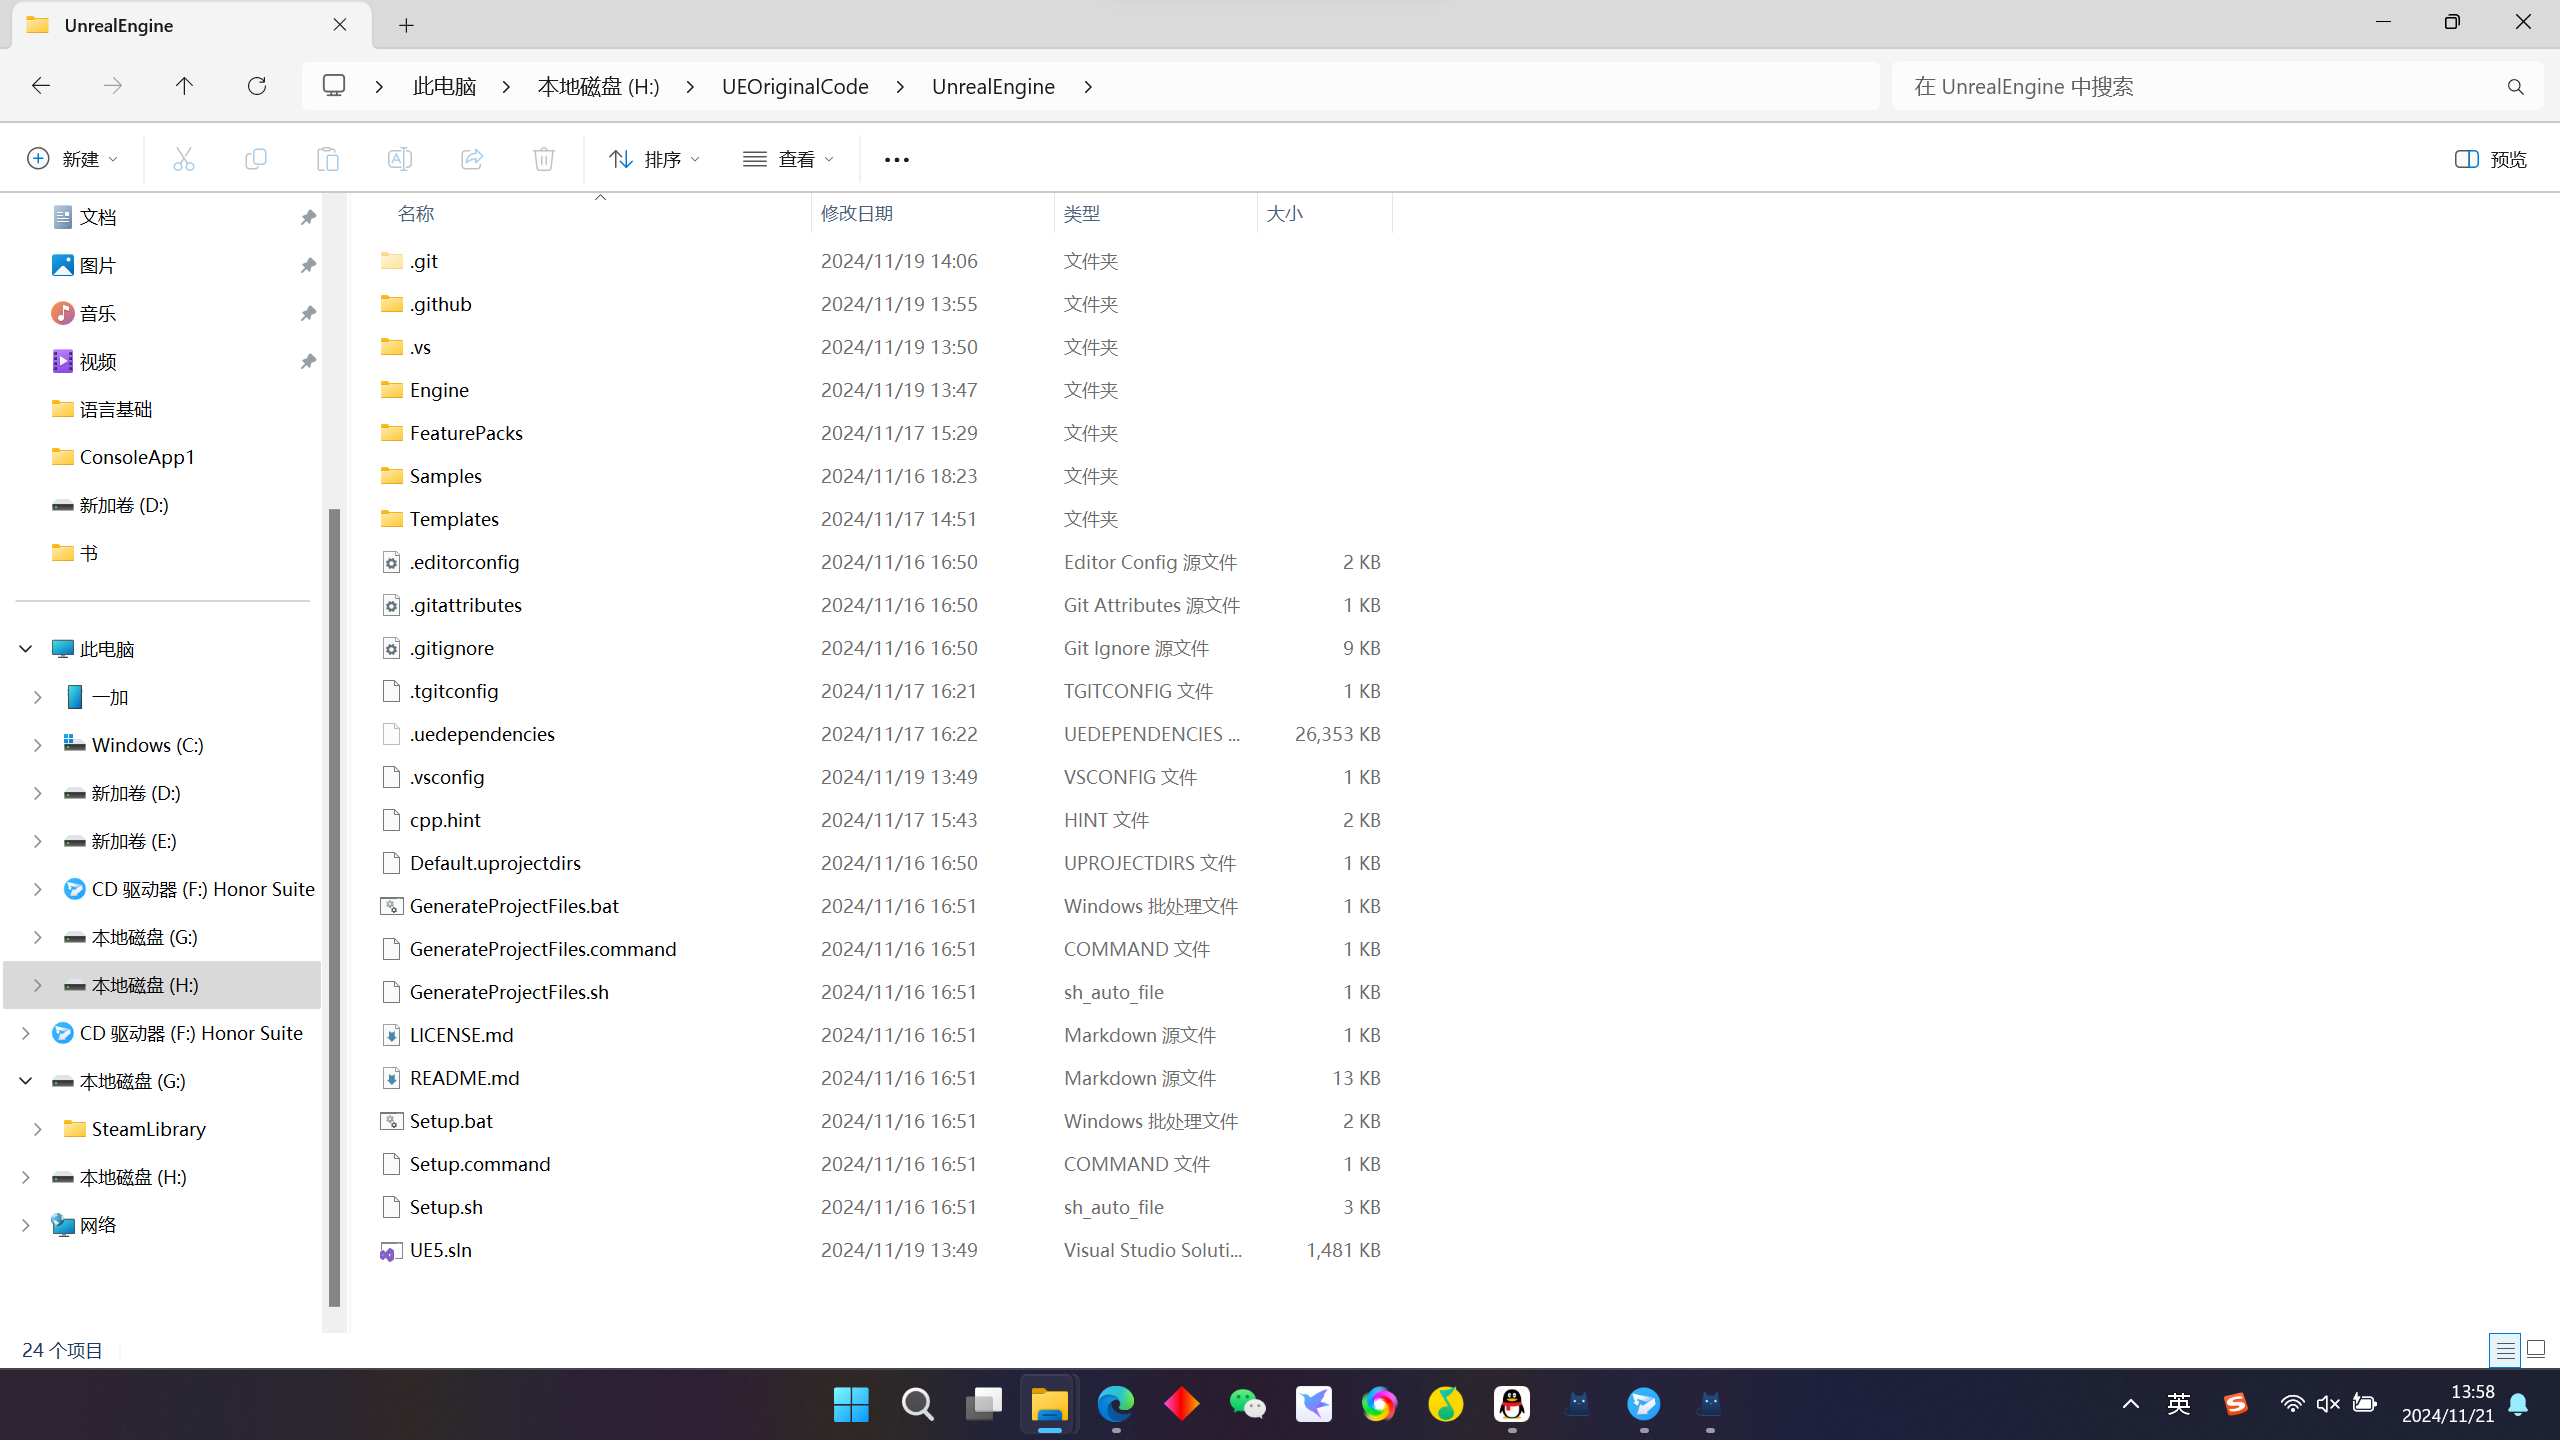 UnrealEngine
此电脑 本地磁盘 (H:) UEOriginalCode UnrealEngine
在 UnrealEngine 中搜索
新建 排序 查看 预览
文档
图片
音乐
视频
语言基础
ConsoleApp1
新加卷 (D:)
书
此电脑
一加
Windows (C:)
新加卷 (D:)
新加卷 (E:)
CD 驱动器 (F:) Honor Suite
本地磁盘 (G:)
本地磁盘 (H:)
CD 驱动器 (F:) Honor Suite
本地磁盘 (G:)
SteamLibrary
本地磁盘 (H:)
网络
名称 修改日期 类型 大小
.git 2024/11/19 14:06 文件夹
.github 2024/11/19 13:55 文件夹
.vs 2024/11/19 13:50 文件夹
Engine 2024/11/19 13:47 文件夹
FeaturePacks 2024/11/17 15:29 文件夹
Samples 2024/11/16 18:23 文件夹
Templates 2024/11/17 14:51 文件夹
.editorconfig 2024/11/16 16:50 Editor Config 源文件 2 KB
.gitattributes 2024/11/16 16:50 Git Attributes 源文件 1 KB
.gitignore 2024/11/16 16:50 Git Ignore 源文件 9 KB
.tgitconfig 2024/11/17 16:21 TGITCONFIG 文件 1 KB
.uedependencies 2024/11/17 16:22 UEDEPENDENCIES ... 26,353 KB
.vsconfig 2024/11/19 13:49 VSCONFIG 文件 1 KB
cpp.hint 2024/11/17 15:43 HINT 文件 2 KB
Default.uprojectdirs 2024/11/16 16:50 UPROJECTDIRS 文件 1 KB
GenerateProjectFiles.bat 2024/11/16 16:51 Windows 批处理文件 1 KB
GenerateProjectFiles.command 2024/11/16 16:51 COMMAND 文件 1 KB
GenerateProjectFiles.sh 2024/11/16 16:51 sh_auto_file 1 KB
LICENSE.md 2024/11/16 16:51 Markdown 源文件 1 KB
README.md 2024/11/16 16:51 Markdown 源文件 13 KB
Setup.bat 2024/11/16 16:51 Windows 批处理文件 2 KB
Setup.command 2024/11/16 16:51 COMMAND 文件 1 KB
Setup.sh 2024/11/16 16:51 sh_auto_file 3 KB
UE5.sln 2024/11/19 13:49 Visual Studio Soluti... 1,481 KB
24 个项目
英
13:58
2024/11/21